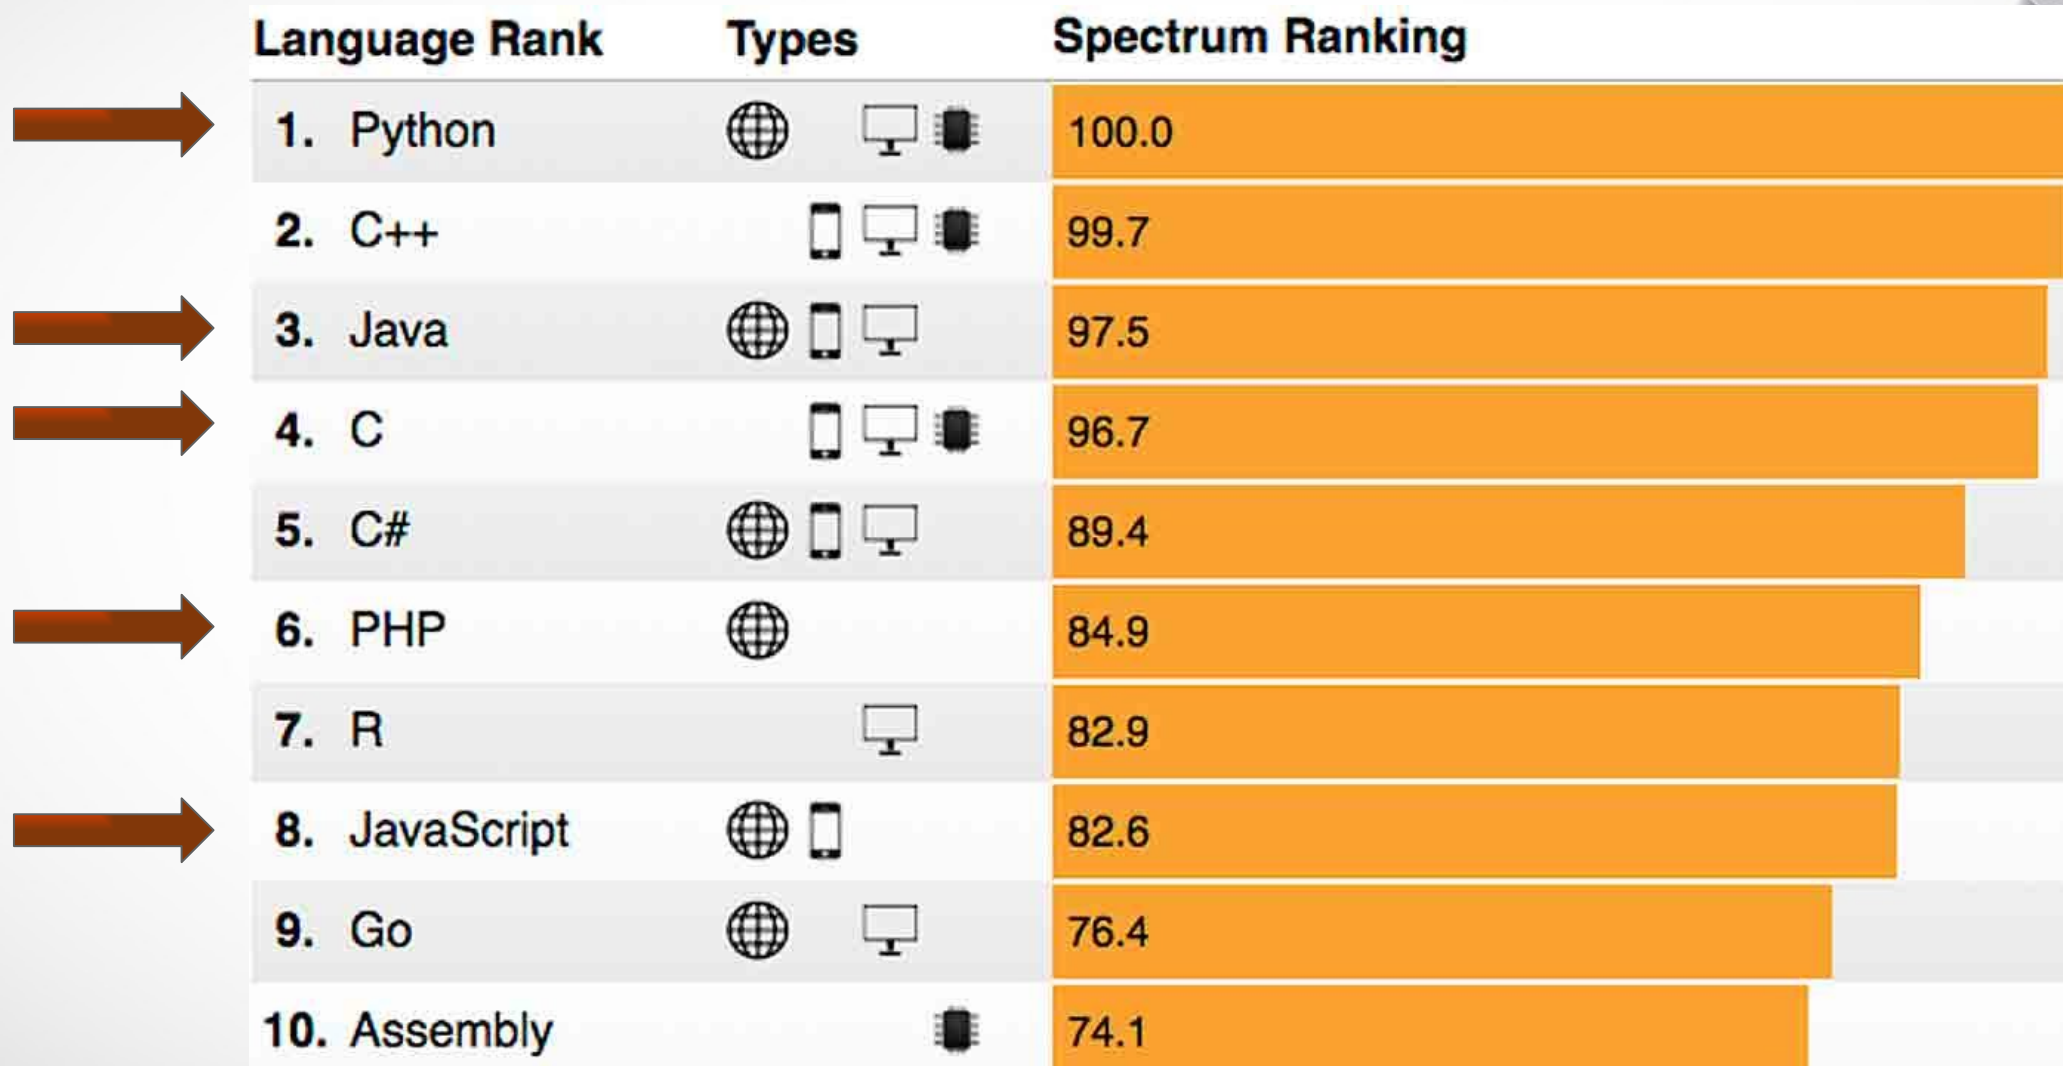 Language Rank Types Spectrum Ranking
1. Python 100.0
2. C++ 99.7
3. Java 97.5
4. C 96.7
5. C# 89.4
6. PHP 84.9
7. R 82.9
8. JavaScript 82.6
9. Go 76.4
10. Assembly 74.1